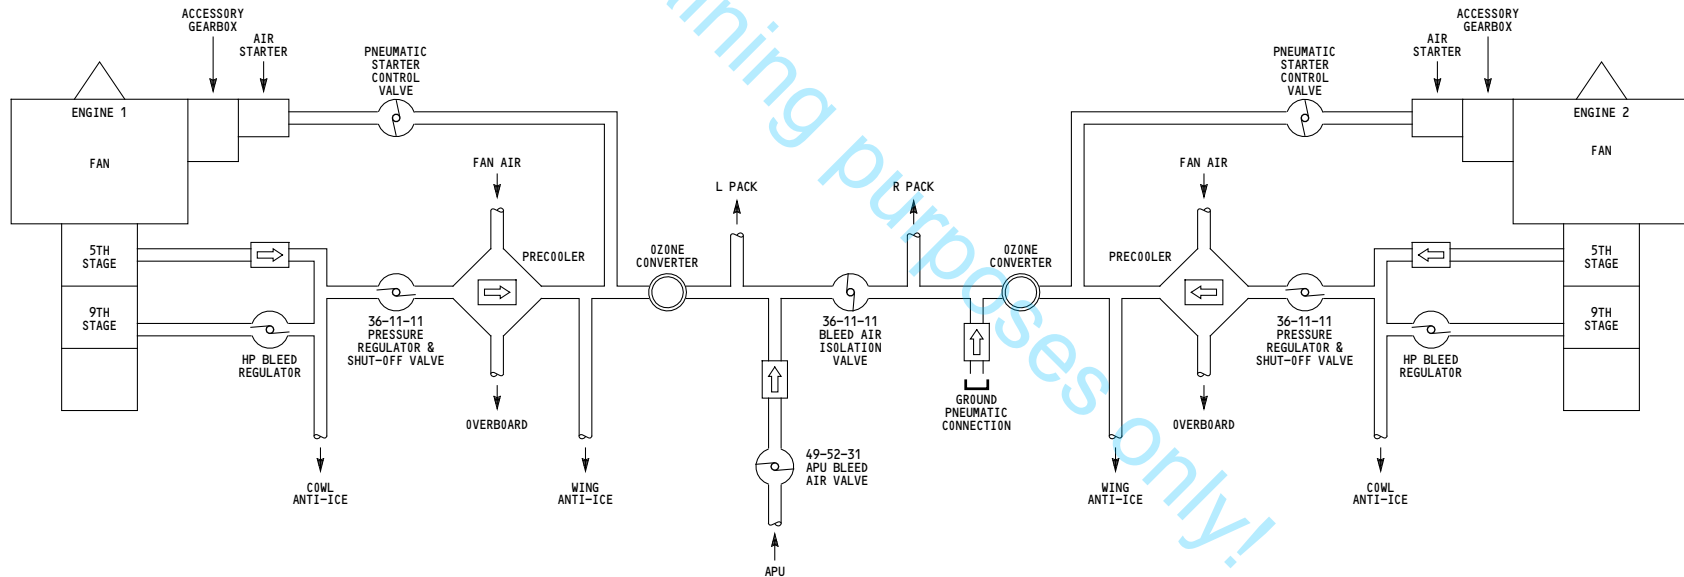 ACCESSORY
GEARBOX
AIR
STARTER
PNEUMATIC
STARTER
CONTROL
VALVE
ENGINE 1
FAN
5TH
STAGE
9TH
STAGE
HP BLEED
REGULATOR
COWL
ANTI-ICE
36-11-11
PRESSURE
REGULATOR &
SHUT-OFF VALVE
FAN AIR
PRECOOLER
OVERBOARD
WING
ANTI-ICE
OZONE
CONVERTER
L PACK
49-52-31
APU BLEED
AIR VALVE
APU
36-11-11
BLEED AIR
ISOLATION
VALVE
R PACK
GROUND
PNEUMATIC
CONNECTION
OZONE
CONVERTER
PRECOOLER
FAN AIR
OVERBOARD
WING
ANTI-ICE
36-11-11
PRESSURE
REGULATOR &
SHUT-OFF VALVE
COWL
ANTI-ICE
HP BLEED
REGULATOR
PNEUMATIC
STARTER
CONTROL
VALVE
AIR
STARTER
ACCESSORY
GEARBOX
ENGINE 2
FAN
5TH
STAGE
9TH
STAGE
purposes only!